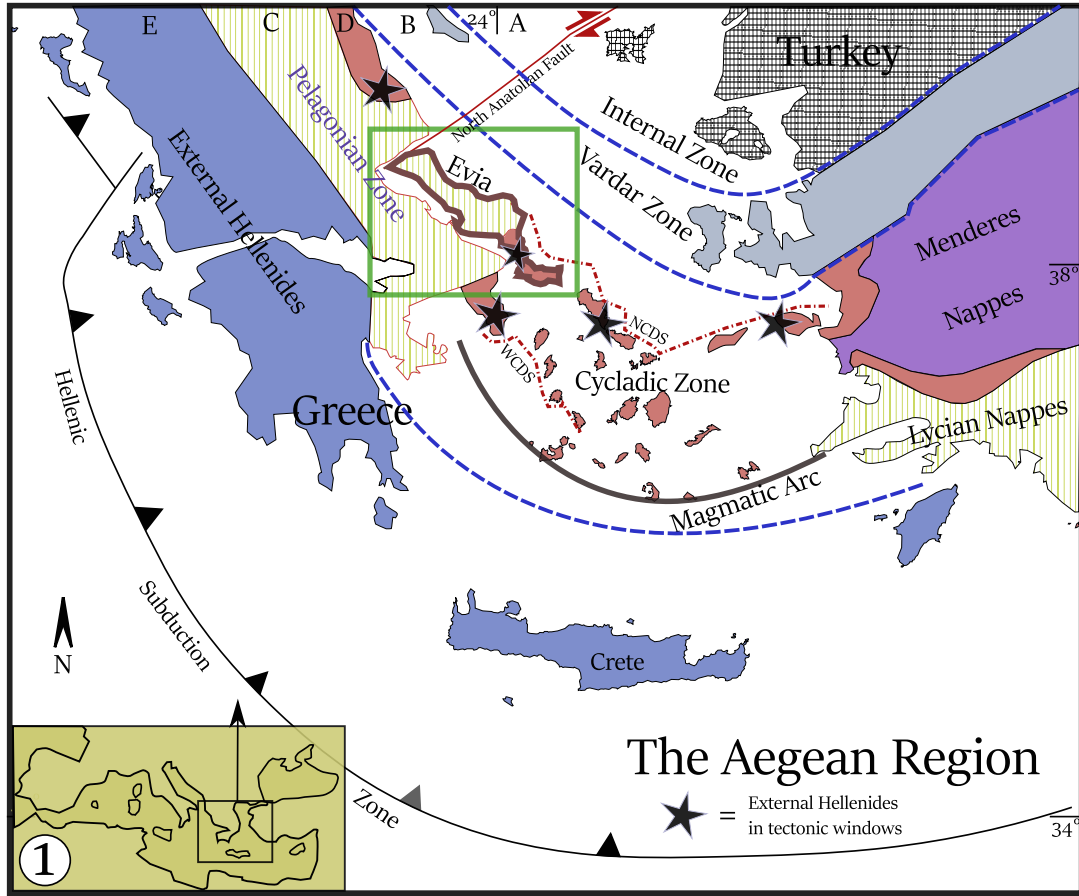 E
C
D
B
24°
A
Turkey
North Anatolian Fault
Pelagonian Zone
Internal Zone
Evia
Vardar Zone
External Hellenides
Menderes
Nappes
38°
NCDS
WCDS
Cycladic Zone
Hellenic
Greece
Lycian Nappes
Magmatic Arc
Subduction
N
Crete
The Aegean Region
Zone
= External Hellenides
in tectonic windows
34°
1